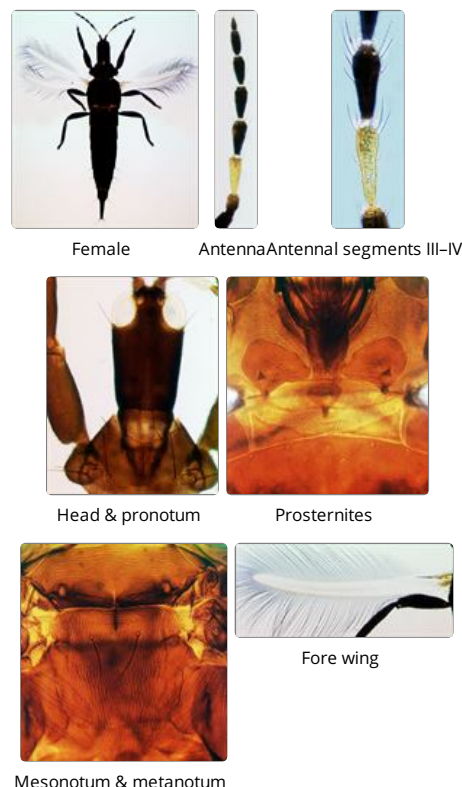 Female
AntennaAntennal segments III–IV
Head & pronotum
Prosternites
Fore wing
Mesonotum & metanotum